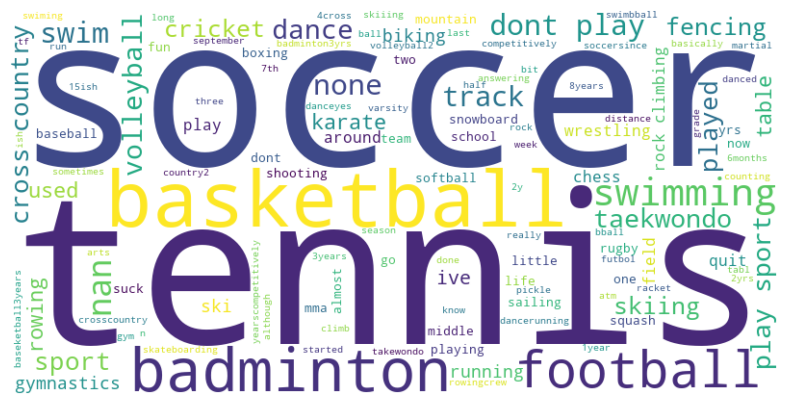 swiming long skiiing mountain swimbball
swim cricket dance 4cross dont play fencing
tf run fun september boxing ball volleyball2 last biking competitively soccersince basically martial
cross country
15ish
ish
baseball
volleyball
soccer
7th badminton3yrs two none answering bit half 8years danced
three danceyes karate varsity track snowboard rock distance rock climbing played table
play around team school wrestling grade yrs now
sometimes dont country2 shooting softball week chess 6months
used basketball 2y swimming counting
taekwondo
tennis
arts season really bball rugby futbol field quit tabl 2yrs
nan 3years go done little life one play sport
baseketball3years rowing suck yearscompetitively although almost ive pickle sailing racket atm
crosscountry ski mma climb know middle dancerunning skiing squash
gym n skateboarding started takewondo playing 1year
sport badminton running football
gymnastics rowingcrew